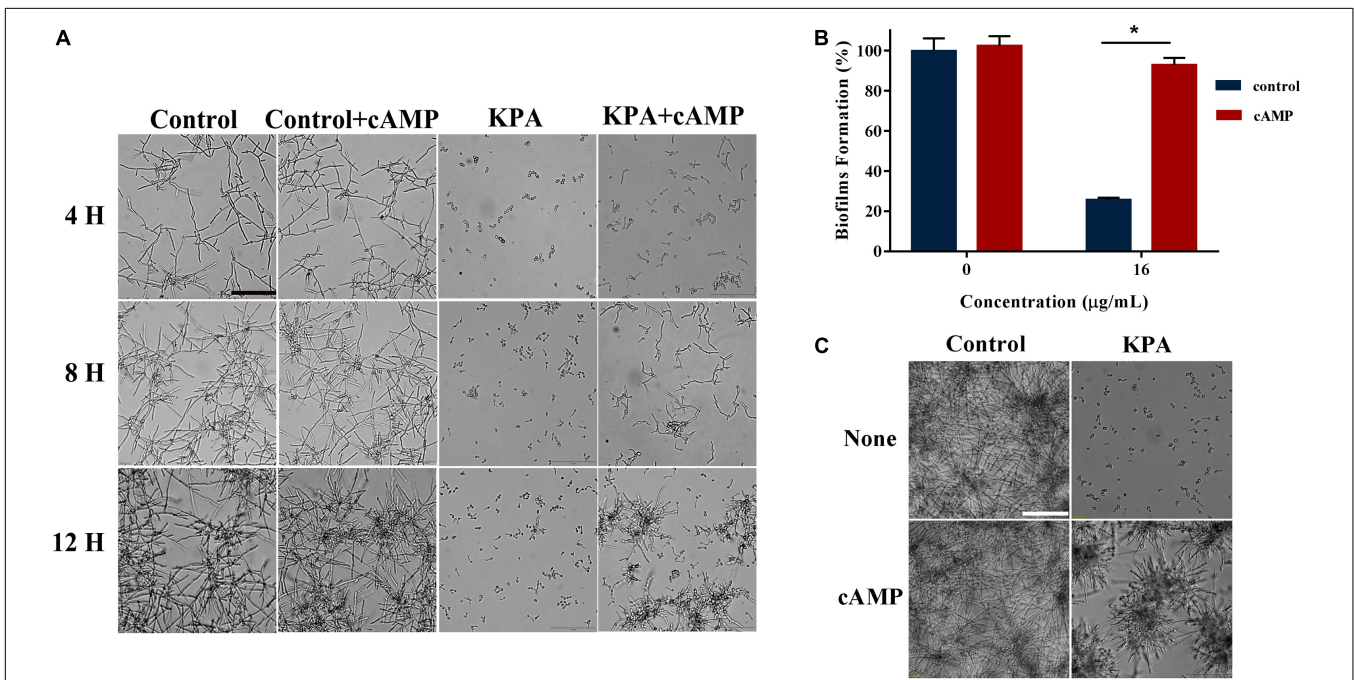 A
Control Control+cAMP KPA KPA+cAMP
4 H
8 H
12 H
B
Biofilms Formation (%)
100
80
60
40
20
0
*
0 16
Concentration (μg/mL)
control
cAMP
C
Control KPA
None
cAMP